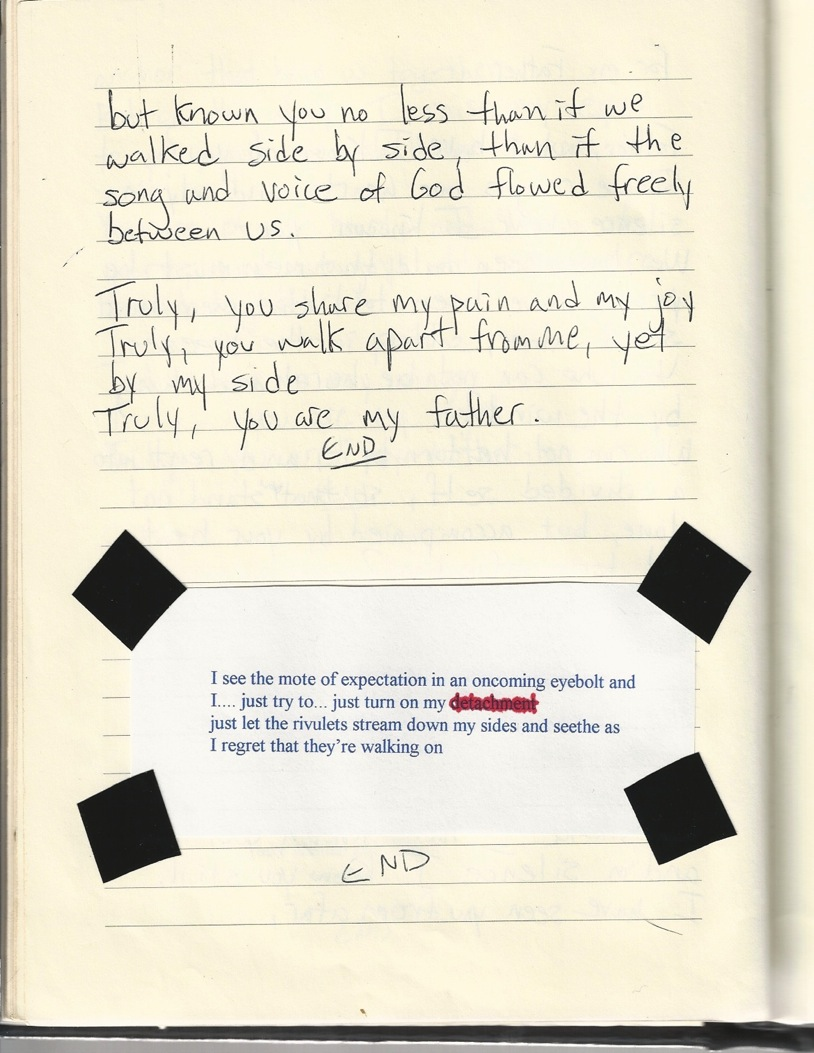 but known you no less than if we
walked side by side, than if the
song and voice of God flowed freely
between us.
Truly, you share my pain and my joy
Truly, you walk apart from me, yet
by my side
Truly, you are my father.
END
I see the mote of expectation in an oncoming eyebolt and
I.... just try to... just turn on my detachment
just let the rivulets stream down my sides and seethe as
I regret that they're walking on
END